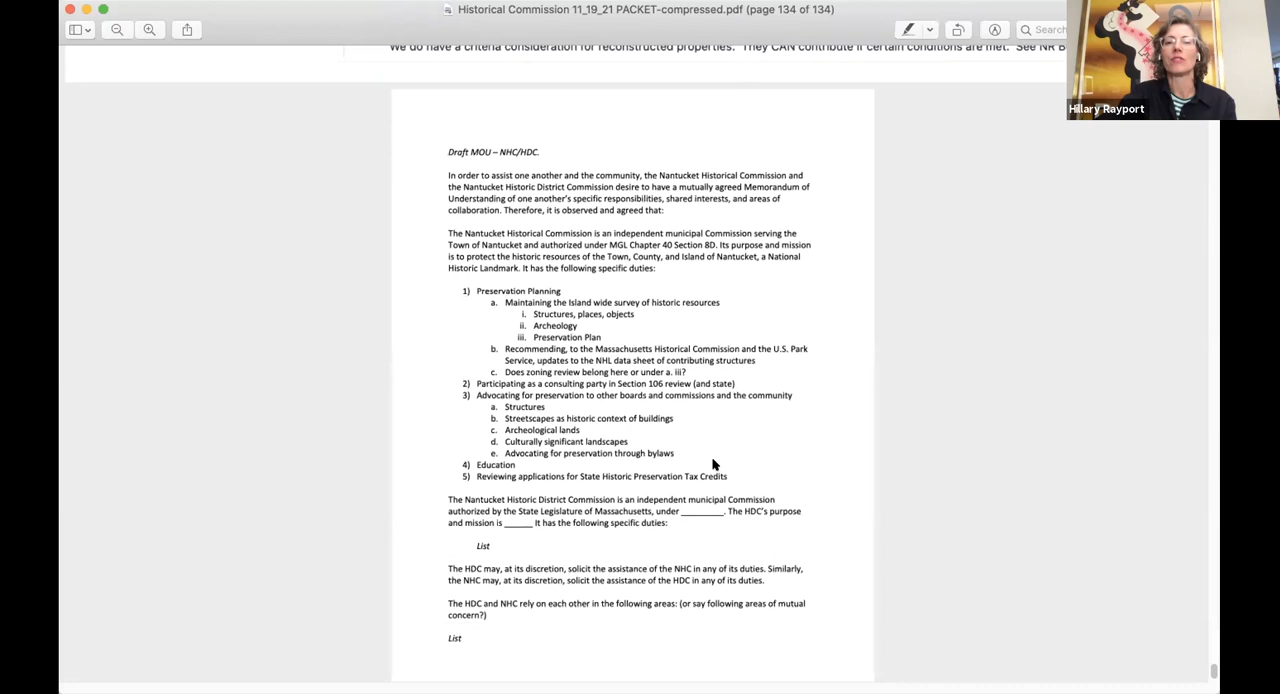 Historical Commission 11_19_21 PACKET-compressed.pdf (page 134 of 134)
Search
We do have a criteria consideration for reconstructed properties. They CAN contribute if certain conditions are met. See NR B
Hillary Rayport
Draft MOU – NHC/HDC.
In order to assist one another and the community, the Nantucket Historical Commission and
the Nantucket Historic District Commission desire to have a mutually agreed Memorandum of
Understanding of one another's specific responsibilities, shared interests, and areas of
collaboration. Therefore, it is observed and agreed that:
The Nantucket Historical Commission is an independent municipal Commission serving the
Town of Nantucket and authorized under MGL Chapter 40 Section 8D. Its purpose and mission
is to protect the historic resources of the Town, County, and Island of Nantucket, a National
Historic Landmark. It has the following specific duties:
1) Preservation Planning
a. Maintaining the Island wide survey of historic resources
i. Structures, places, objects
ii. Archeology
iii. Preservation Plan
b. Recommending, to the Massachusetts Historical Commission and the U.S. Park
Service, updates to the NHL data sheet of contributing structures
c. Does zoning review belong here or under a. iii?
2) Participating as a consulting party in Section 106 review (and state)
3) Advocating for preservation to other boards and commissions and the community
a. Structures
b. Streetscapes as historic context of buildings
c. Archeological lands
d. Culturally significant landscapes
e. Advocating for preservation through bylaws
4) Education
5) Reviewing applications for State Historic Preservation Tax Credits
The Nantucket Historic District Commission is an independent municipal Commission
authorized by the State Legislature of Massachusetts, under __________. The HDC's purpose
and mission is ______ It has the following specific duties:
List
The HDC may, at its discretion, solicit the assistance of the NHC in any of its duties. Similarly,
the NHC may, at its discretion, solicit the assistance of the HDC in any of its duties.
The HDC and NHC rely on each other in the following areas: (or say following areas of mutual
concern?)
List